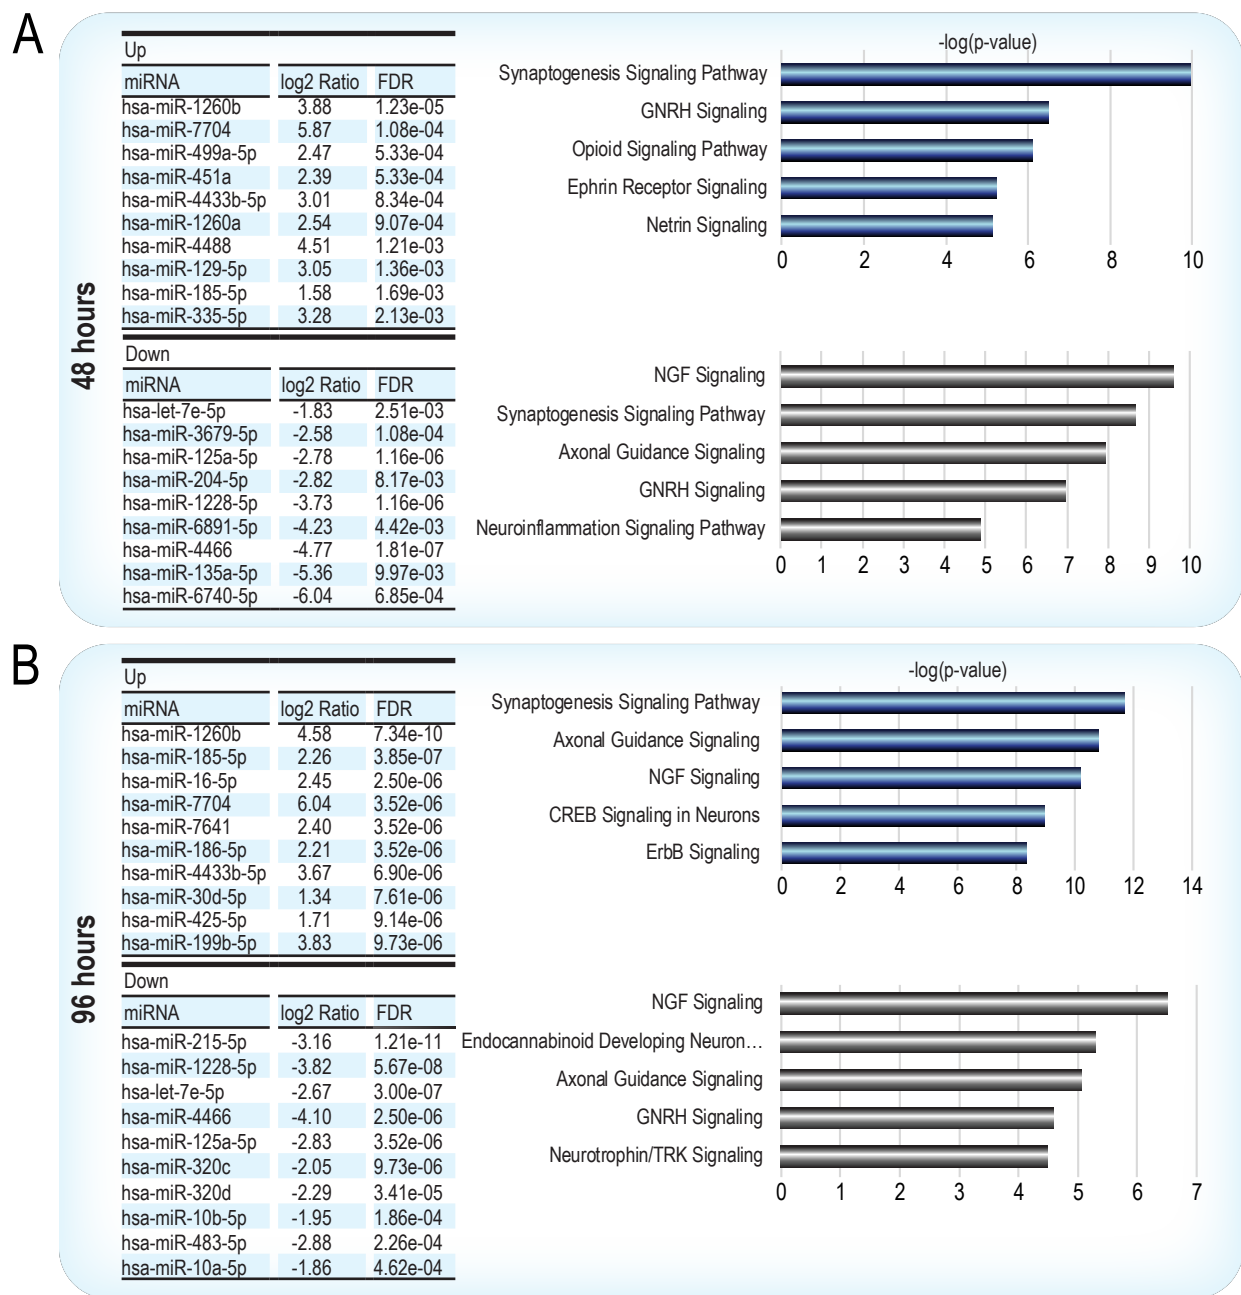 A
48 hours
Up
miRNA log2 Ratio FDR
hsa-miR-1260b 3.88 1.23e-05
hsa-miR-7704 5.87 1.08e-04
hsa-miR-499a-5p 2.47 5.33e-04
hsa-miR-451a 2.39 5.33e-04
hsa-miR-4433b-5p 3.01 8.34e-04
hsa-miR-1260a 2.54 9.07e-04
hsa-miR-4488 4.51 1.21e-03
hsa-miR-129-5p 3.05 1.36e-03
hsa-miR-185-5p 1.58 1.69e-03
hsa-miR-335-5p 3.28 2.13e-03
-log(p-value)
Synaptogenesis Signaling Pathway
GNRH Signaling
Opioid Signaling Pathway
Ephrin Receptor Signaling
Netrin Signaling
0 2 4 6 8 10
Down
miRNA log2 Ratio FDR
hsa-let-7e-5p -1.83 2.51e-03
hsa-miR-3679-5p -2.58 1.08e-04
hsa-miR-125a-5p -2.78 1.16e-06
hsa-miR-204-5p -2.82 8.17e-03
hsa-miR-1228-5p -3.73 1.16e-06
hsa-miR-6891-5p -4.23 4.42e-03
hsa-miR-4466 -4.77 1.81e-07
hsa-miR-135a-5p -5.36 9.97e-03
hsa-miR-6740-5p -6.04 6.85e-04
NGF Signaling
Synaptogenesis Signaling Pathway
Axonal Guidance Signaling
GNRH Signaling
Neuroinflammation Signaling Pathway
0 1 2 3 4 5 6 7 8 9 10
B
96 hours
Up
miRNA log2 Ratio FDR
hsa-miR-1260b 4.58 7.34e-10
hsa-miR-185-5p 2.26 3.85e-07
hsa-miR-16-5p 2.45 2.50e-06
hsa-miR-7704 6.04 3.52e-06
hsa-miR-7641 2.40 3.52e-06
hsa-miR-186-5p 2.21 3.52e-06
hsa-miR-4433b-5p 3.67 6.90e-06
hsa-miR-30d-5p 1.34 7.61e-06
hsa-miR-425-5p 1.71 9.14e-06
hsa-miR-199b-5p 3.83 9.73e-06
-log(p-value)
Synaptogenesis Signaling Pathway
Axonal Guidance Signaling
NGF Signaling
CREB Signaling in Neurons
ErbB Signaling
0 2 4 6 8 10 12 14
Down
miRNA log2 Ratio FDR
hsa-miR-215-5p -3.16 1.21e-11
hsa-miR-1228-5p -3.82 5.67e-08
hsa-let-7e-5p -2.67 3.00e-07
hsa-miR-4466 -4.10 2.50e-06
hsa-miR-125a-5p -2.83 3.52e-06
hsa-miR-320c -2.05 9.73e-06
hsa-miR-320d -2.29 3.41e-05
hsa-miR-10b-5p -1.95 1.86e-04
hsa-miR-483-5p -2.88 2.26e-04
hsa-miR-10a-5p -1.86 4.62e-04
NGF Signaling
Endocannabinoid Developing Neuron…
Axonal Guidance Signaling
GNRH Signaling
Neurotrophin/TRK Signaling
0 1 2 3 4 5 6 7